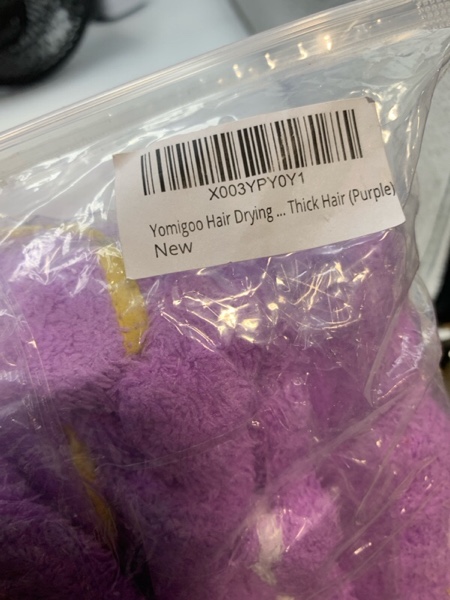 X003YPY0Y1
Yomigoo Hair Drying ... Thick Hair (Purple)
New